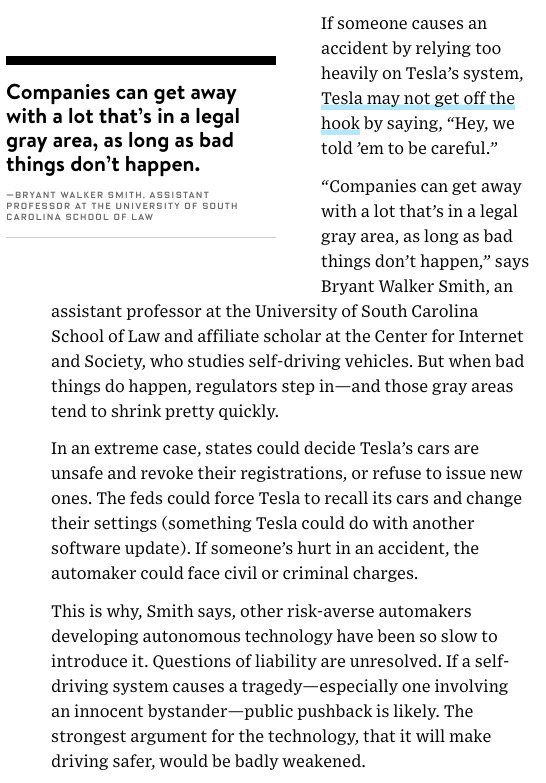 Companies can get away
with a lot that's in a legal
gray area, as long as bad
things don't happen.
—BRYANT WALKER SMITH, ASSISTANT
PROFESSOR AT THE UNIVERSITY OF SOUTH
CAROLINA SCHOOL OF LAW
If someone causes an
accident by relying too
heavily on Tesla's system,
Tesla may not get off the
hook by saying, “Hey, we
told ’em to be careful.”
“Companies can get away
with a lot that’s in a legal
gray area, as long as bad
things don’t happen,” says
Bryant Walker Smith, an
assistant professor at the University of South Carolina
School of Law and affiliate scholar at the Center for Internet
and Society, who studies self-driving vehicles. But when bad
things do happen, regulators step in—and those gray areas
tend to shrink pretty quickly.
In an extreme case, states could decide Tesla’s cars are
unsafe and revoke their registrations, or refuse to issue new
ones. The feds could force Tesla to recall its cars and change
their settings (something Tesla could do with another
software update). If someone’s hurt in an accident, the
automaker could face civil or criminal charges.
This is why, Smith says, other risk-averse automakers
developing autonomous technology have been so slow to
introduce it. Questions of liability are unresolved. If a self-
driving system causes a tragedy—especially one involving
an innocent bystander—public pushback is likely. The
strongest argument for the technology, that it will make
driving safer, would be badly weakened.